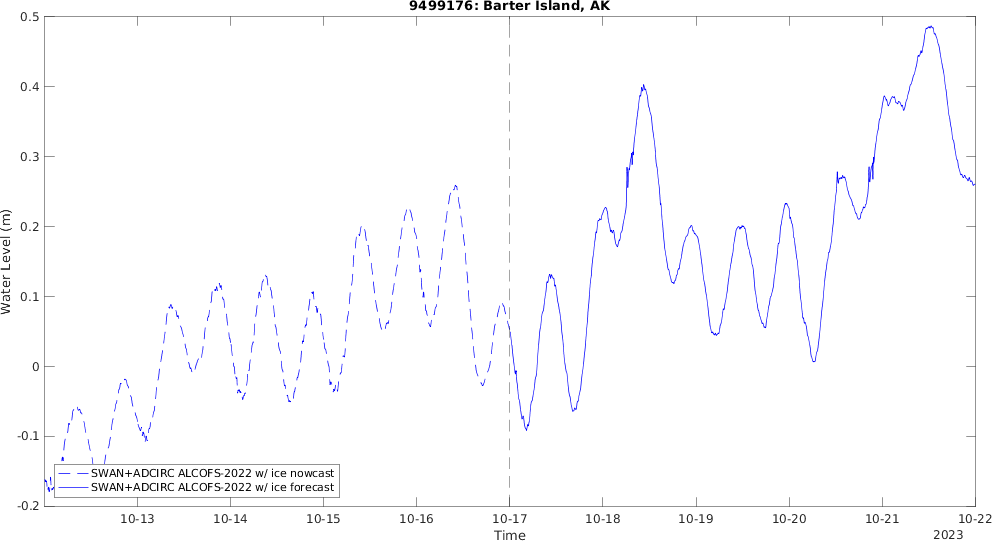 9499176: Barter Island, AK
Water Level (m)
0.5
0.4
0.3
0.2
0.1
0
-0.1
-0.2
SWAN+ADCIRC ALCOFS-2022 w/ ice nowcast
SWAN+ADCIRC ALCOFS-2022 w/ ice forecast
10-13 10-14 10-15 10-16 10-17 10-18 10-19 10-20 10-21 10-22
Time
2023